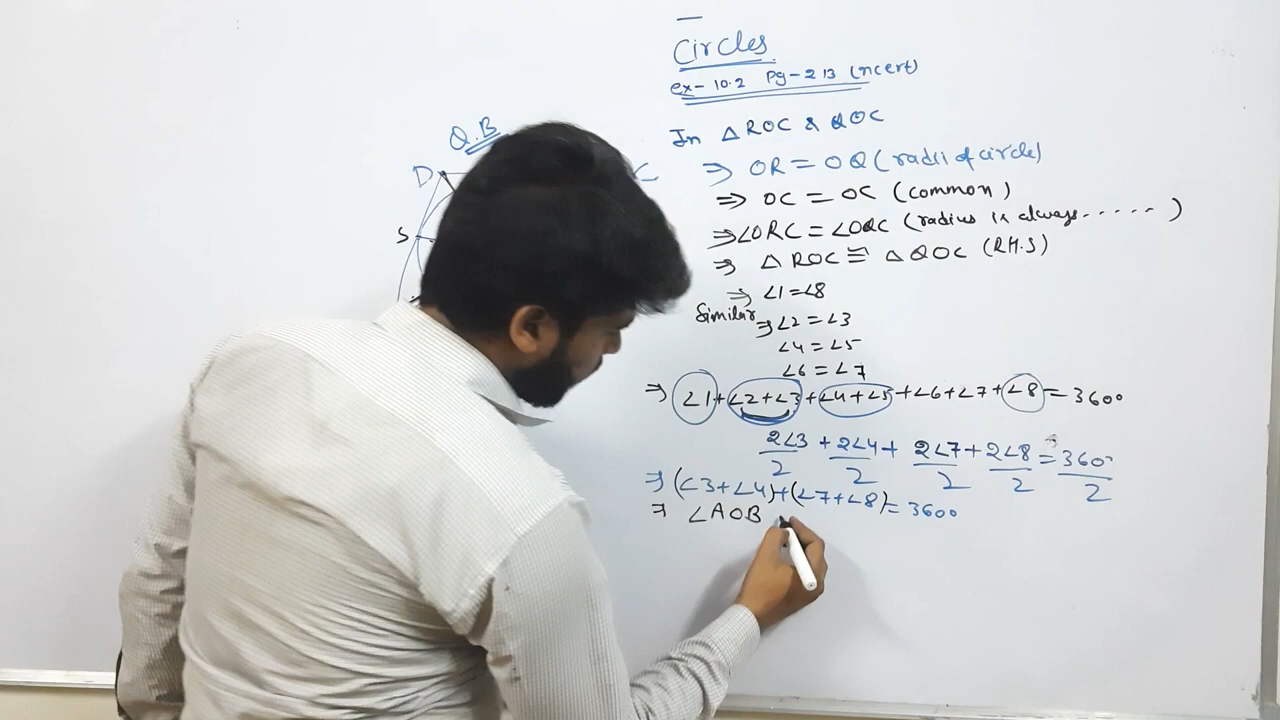 Circles
ex-10.2 Pg-213 (ncert)
Q.B
D
C
S
In △ROC & QOC
⇒ OR = OQ (radii of circle)
⇒ OC = OC (common)
⇒ ∠ORC = ∠OQC (radius is always.....)
⇒ △ROC ≅ △QOC (R.H.S)
⇒ ∠1=∠8
Similar ⇒ ∠2=∠3
∠4=∠5
∠6=∠7
⇒ ∠1+∠2+∠3+∠4+∠5+∠6+∠7+∠8=360°
2∠3/2 + 2∠4/2 + 2∠7/2 + 2∠8/2 = 360°/2
⇒ (∠3+∠4)+(∠7+∠8)=360°
⇒ ∠AOB